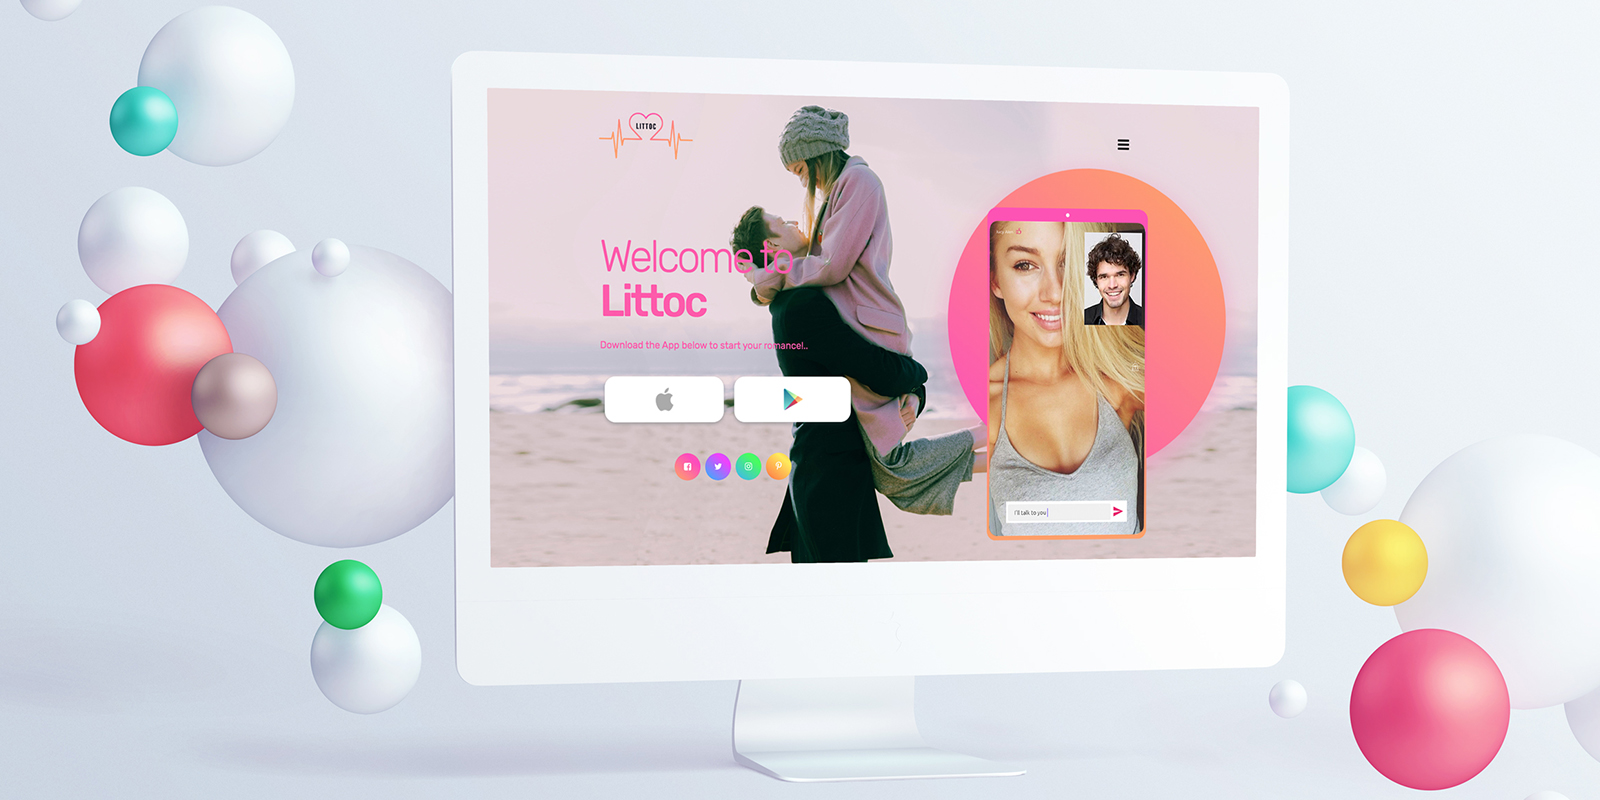 LITTOC
Welcome to
Littoc
Download the App below to start your romance!..
I'll talk to you